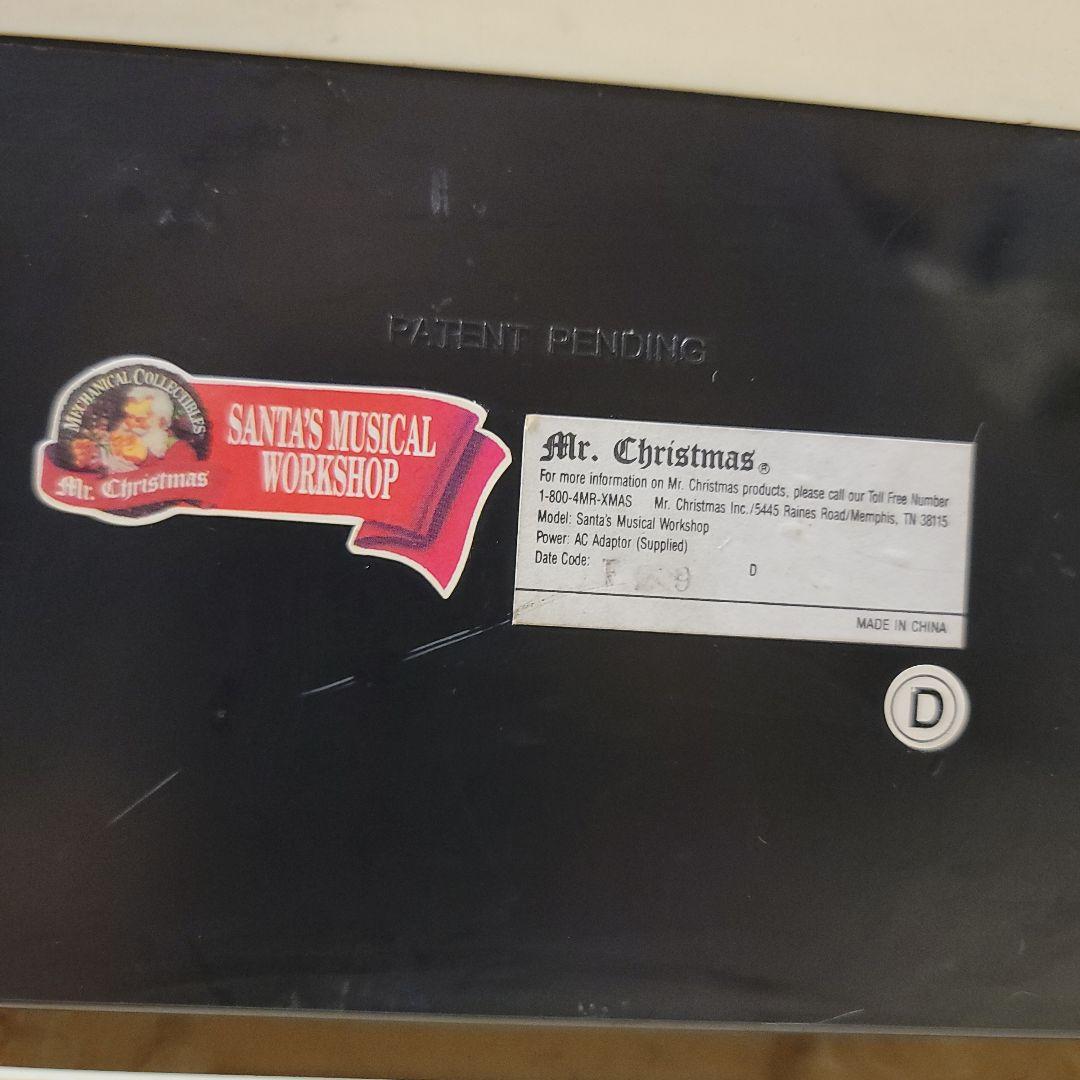 PATENT PENDING
MECHANICAL COLLECTIBLES
Mr. Christmas
SANTA'S MUSICAL
WORKSHOP
Mr. Christmas®
For more information on Mr. Christmas products, please call our Toll Free Number
1-800-4MR-XMAS Mr. Christmas Inc./5445 Raines Road/Memphis, TN 38115
Model: Santa's Musical Workshop
Power: AC Adaptor (Supplied)
Date Code: D
MADE IN CHINA
D